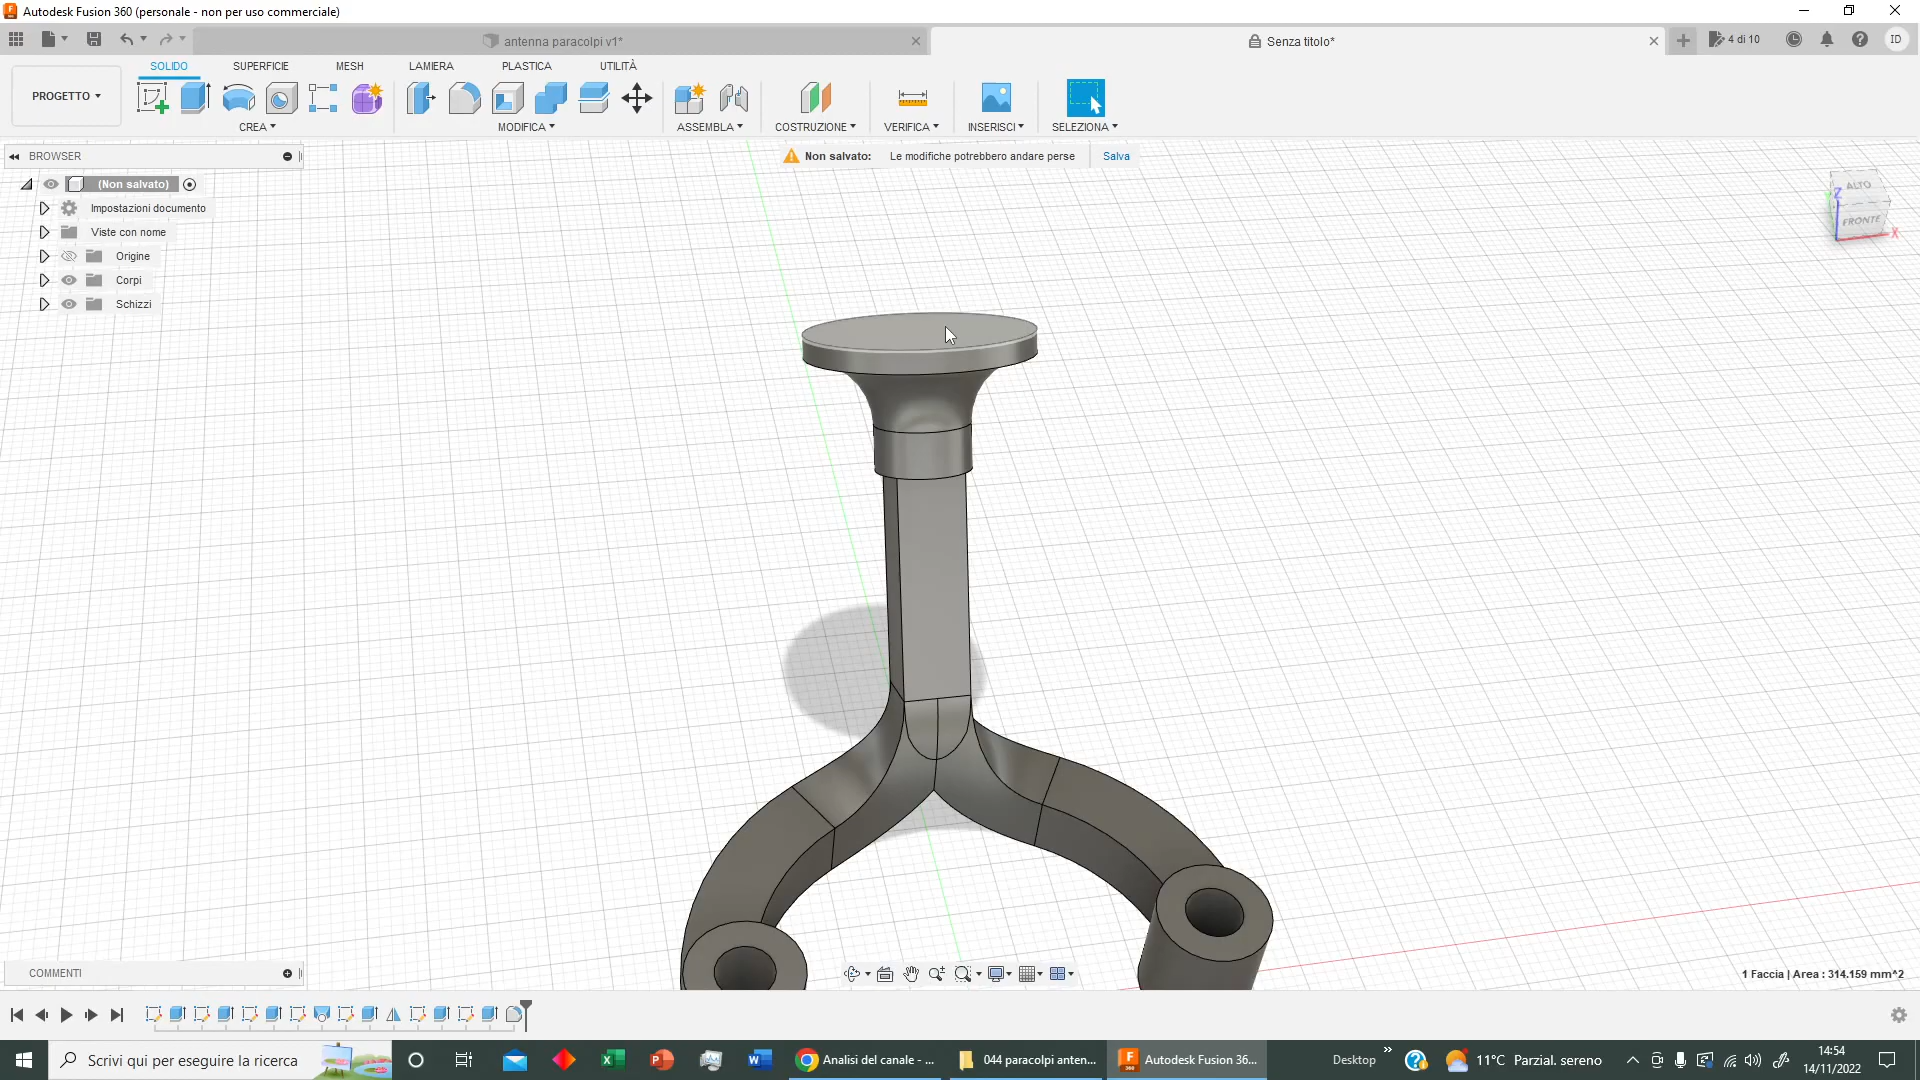 Autodesk Fusion 360 (personale - non per uso commerciale)
antenna paracolpi v1*
Senza titolo*
4 di 10
ID
PROGETTO
SOLIDO
SUPERFICIE
MESH
LAMIERA
PLASTICA
UTILITÀ
CREA
MODIFICA
ASSEMBLA
COSTRUZIONE
VERIFICA
INSERISCI
SELEZIONA
BROWSER
Non salvato: Le modifiche potrebbero andare perse Salva
(Non salvato)
Impostazioni documento
Viste con nome
Origine
Corpi
Schizzi
ALTO
FRONTE
Z
X
COMMENTI
1 Faccia | Area : 314.159 mm^2
Scrivi qui per eseguire la ricerca
Analisi del canale - ...
044 paracolpi anten...
Autodesk Fusion 36...
Desktop
11°C Parzial. sereno
14:54
14/11/2022